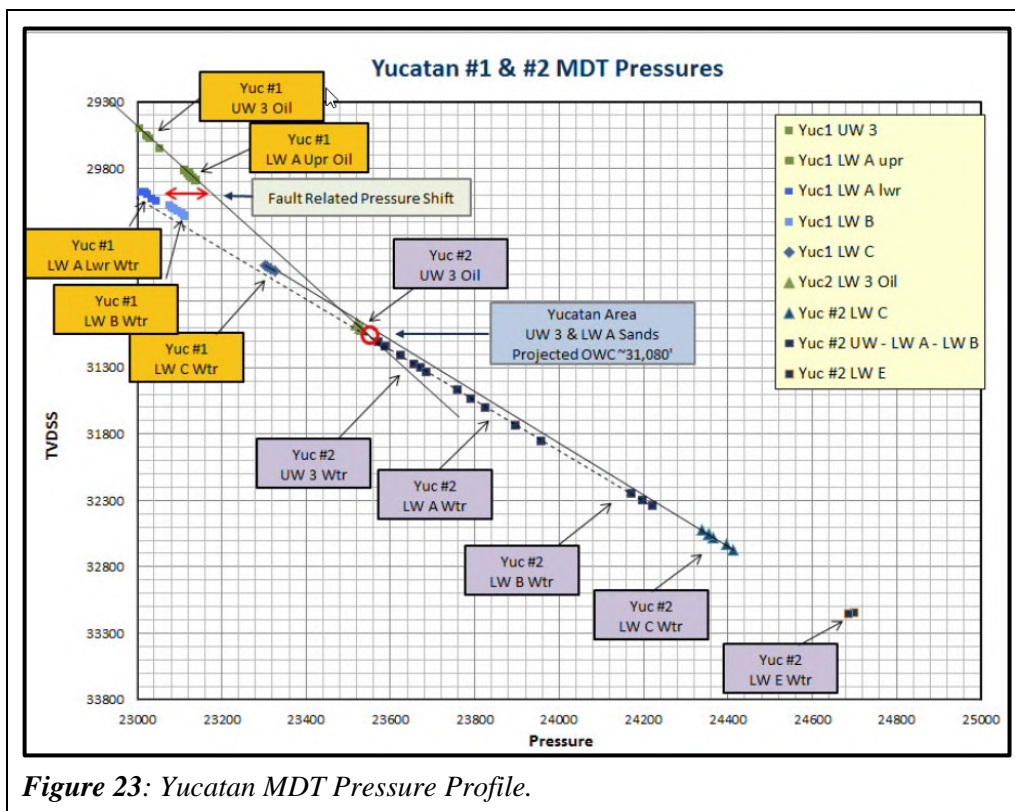 Yucatan #1 & #2 MDT Pressures
Yuc #1
UW 3 Oil
Yuc #1
LW A Upr Oil
Fault Related Pressure Shift
Yuc #1
LW A Lwr Wtr
Yuc #1
LW B Wtr
Yuc #1
LW C Wtr
Yuc #2
UW 3 Oil
Yucatan Area
UW 3 & LW A Sands
Projected OWC ~31,080'
Yuc #2
UW 3 Wtr
Yuc #2
LW A Wtr
Yuc #2
LW B Wtr
Yuc #2
LW C Wtr
Yuc #2
LW E Wtr
Yuc1 UW 3
Yuc1 LW A upr
Yuc1 LW A lwr
Yuc1 LW B
Yuc1 LW C
Yuc2 LW 3 Oil
Yuc #2 LW C
Yuc #2 UW - LW A - LW B
Yuc #2 LW E
TVDSS
29300
29800
31300
31800
32300
32800
33300
33800
23000
23200
23400
23600
23800
24000
24200
24400
24600
24800
25000
Pressure
Figure 23: Yucatan MDT Pressure Profile.